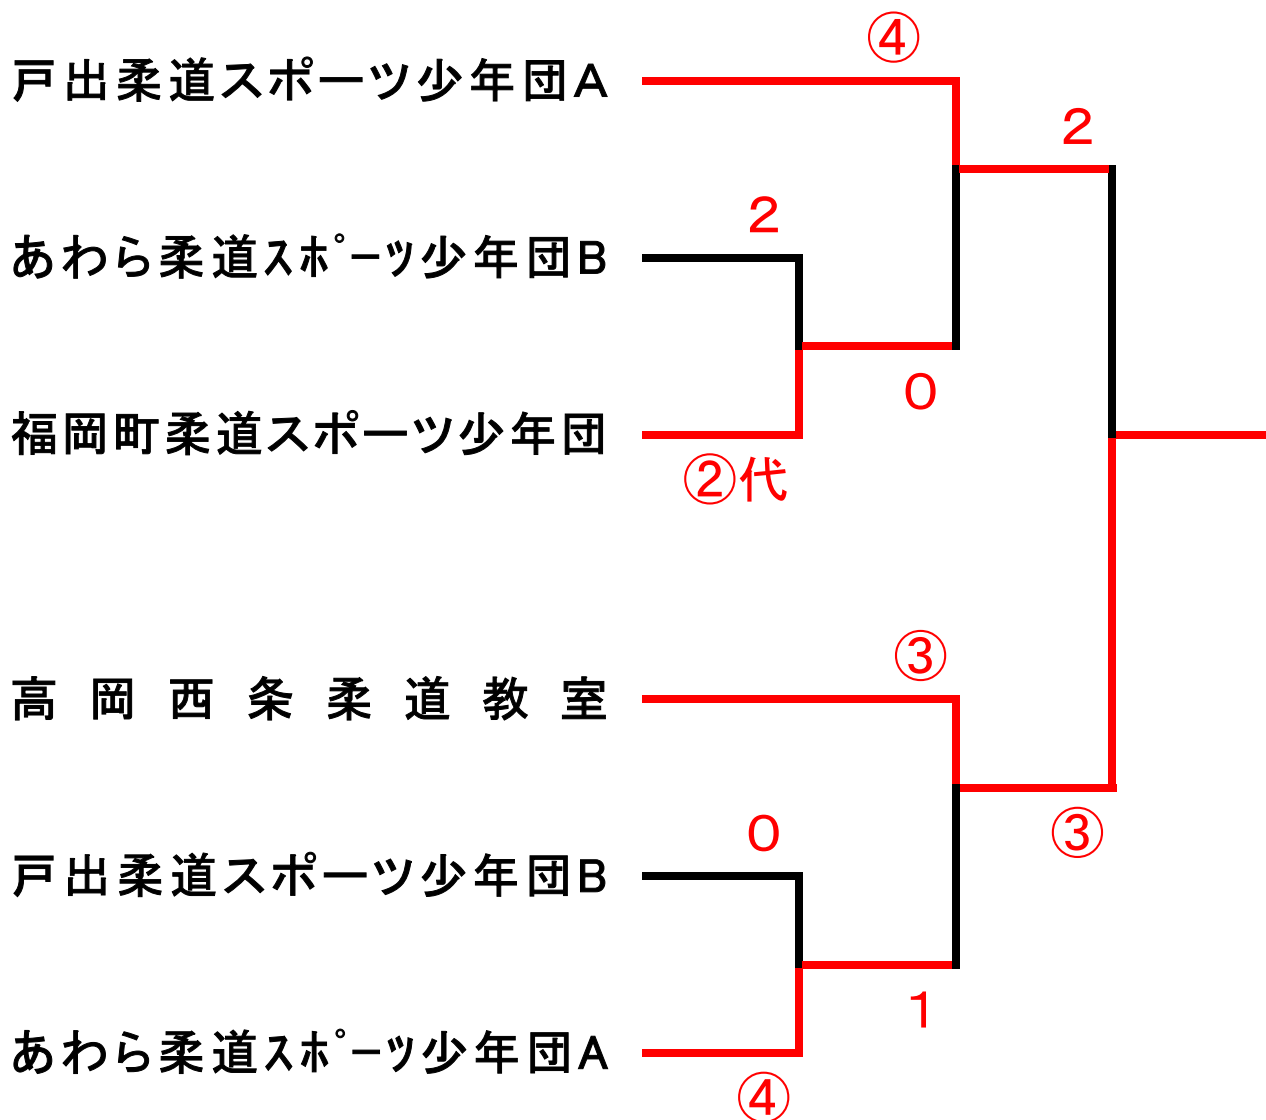 ④
戸出柔道スポーツ少年団A
2
2
あわら柔道ｽﾎﾟｰﾂ少年団B
0
福岡町柔道スポーツ少年団
②代
③
高岡西条柔道教室
0
③
戸出柔道スポーツ少年団B
1
あわら柔道ｽﾎﾟｰﾂ少年団A
④